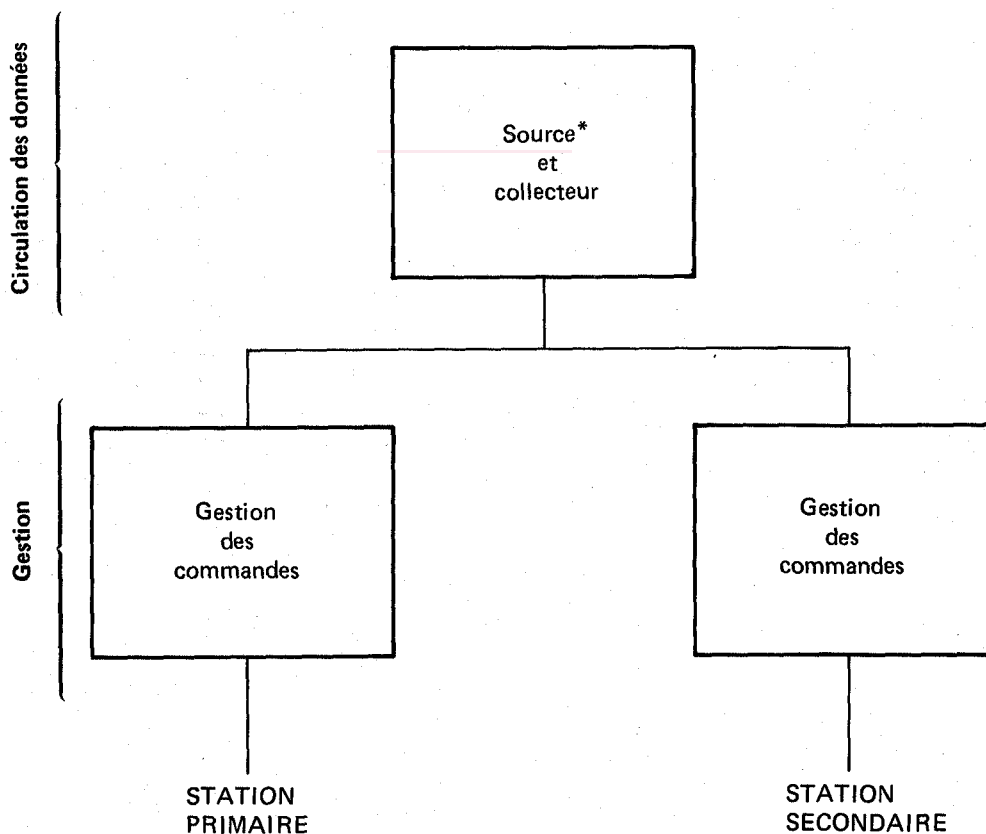 Circulation des données
Source*
et
collecteur
Gestion
Gestion
des
commandes
Gestion
des
commandes
STATION
PRIMAIRE
STATION
SECONDAIRE